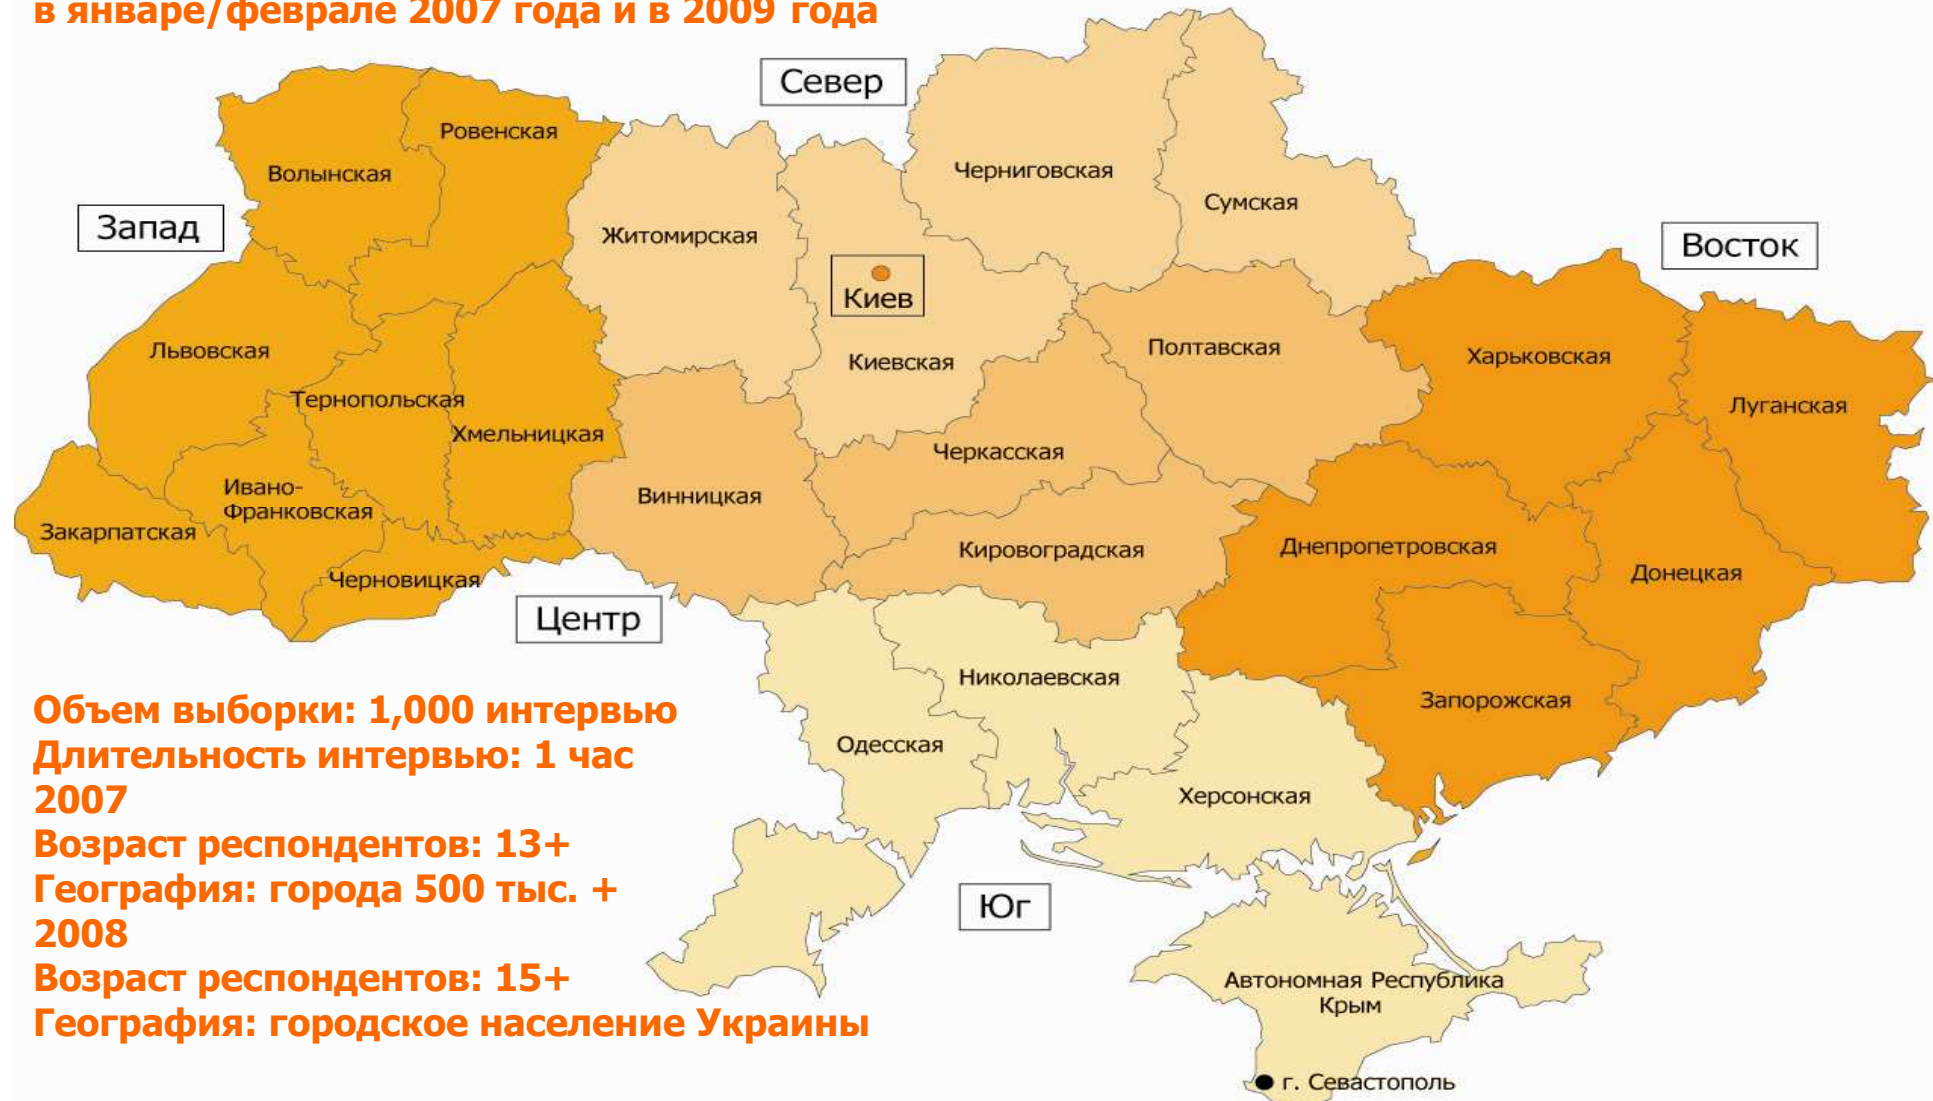 в январе/феврале 2007 года и в 2009 года
Север
Ровенская
Волынская
Черниговская
Сумская
Запад
Житомирская
Восток
Киев
Львовская
Киевская
Полтавская
Харьковская
Тернопольская
Луганская
Хмельницкая
Черкасская
Ивано-
Франковская
Винницкая
Закарпатская
Кировоградская
Днепропетровская
Черновицкая
Донецкая
Центр
Николаевская
Запорожская
Одесская
Херсонская
Объем выборки: 1,000 интервью
Длительность интервью: 1 час
2007
Возраст респондентов: 13+
География: города 500 тыс. +
2008
Возраст респондентов: 15+
География: городское население Украины
Юг
Автономная Республика
Крым
г. Севастополь